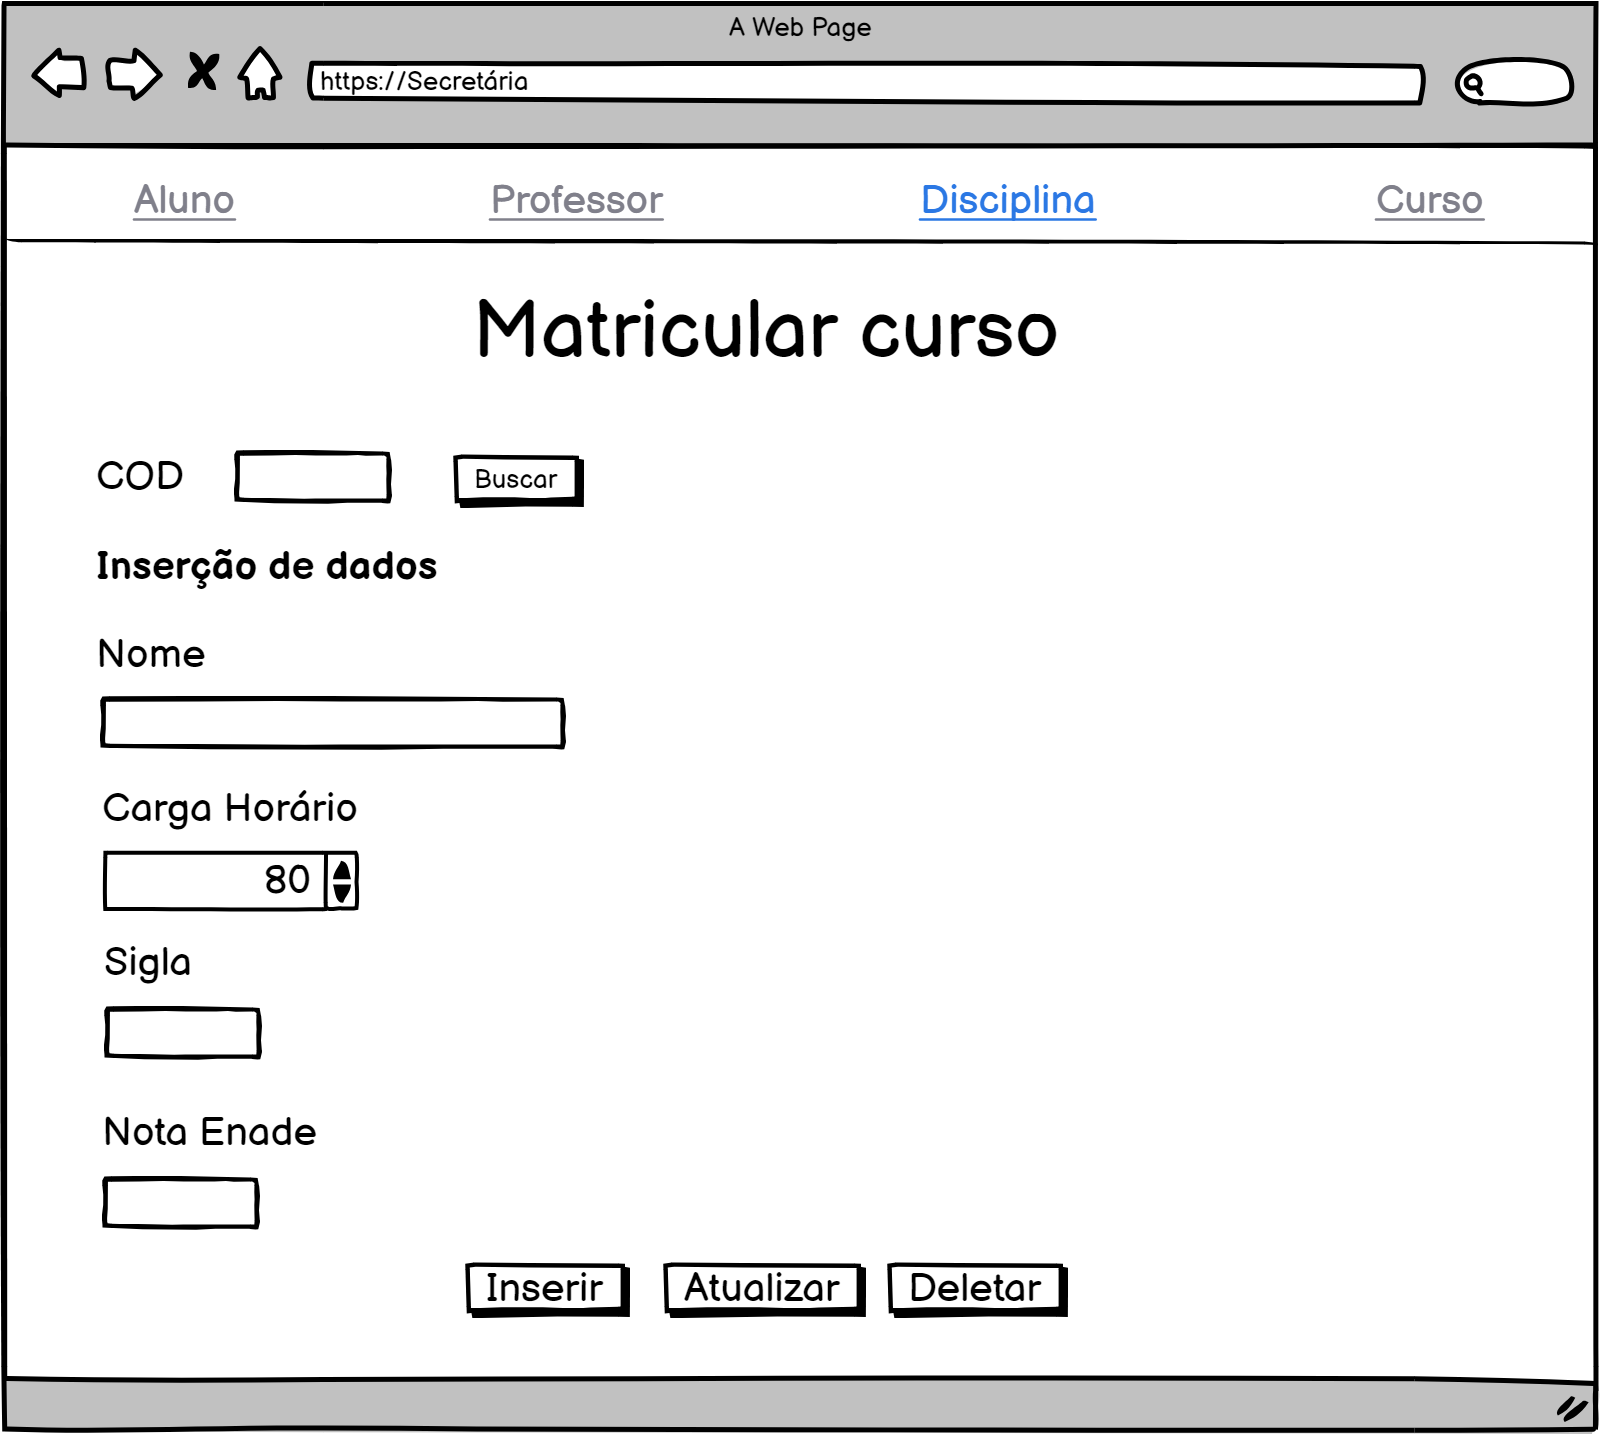 A Web Page
https://Secretária
Aluno Professor Disciplina Curso
Matricular curso
COD Buscar
Inserção de dados
Nome
Carga Horário
80
Sigla
Nota Enade
Inserir Atualizar Deletar